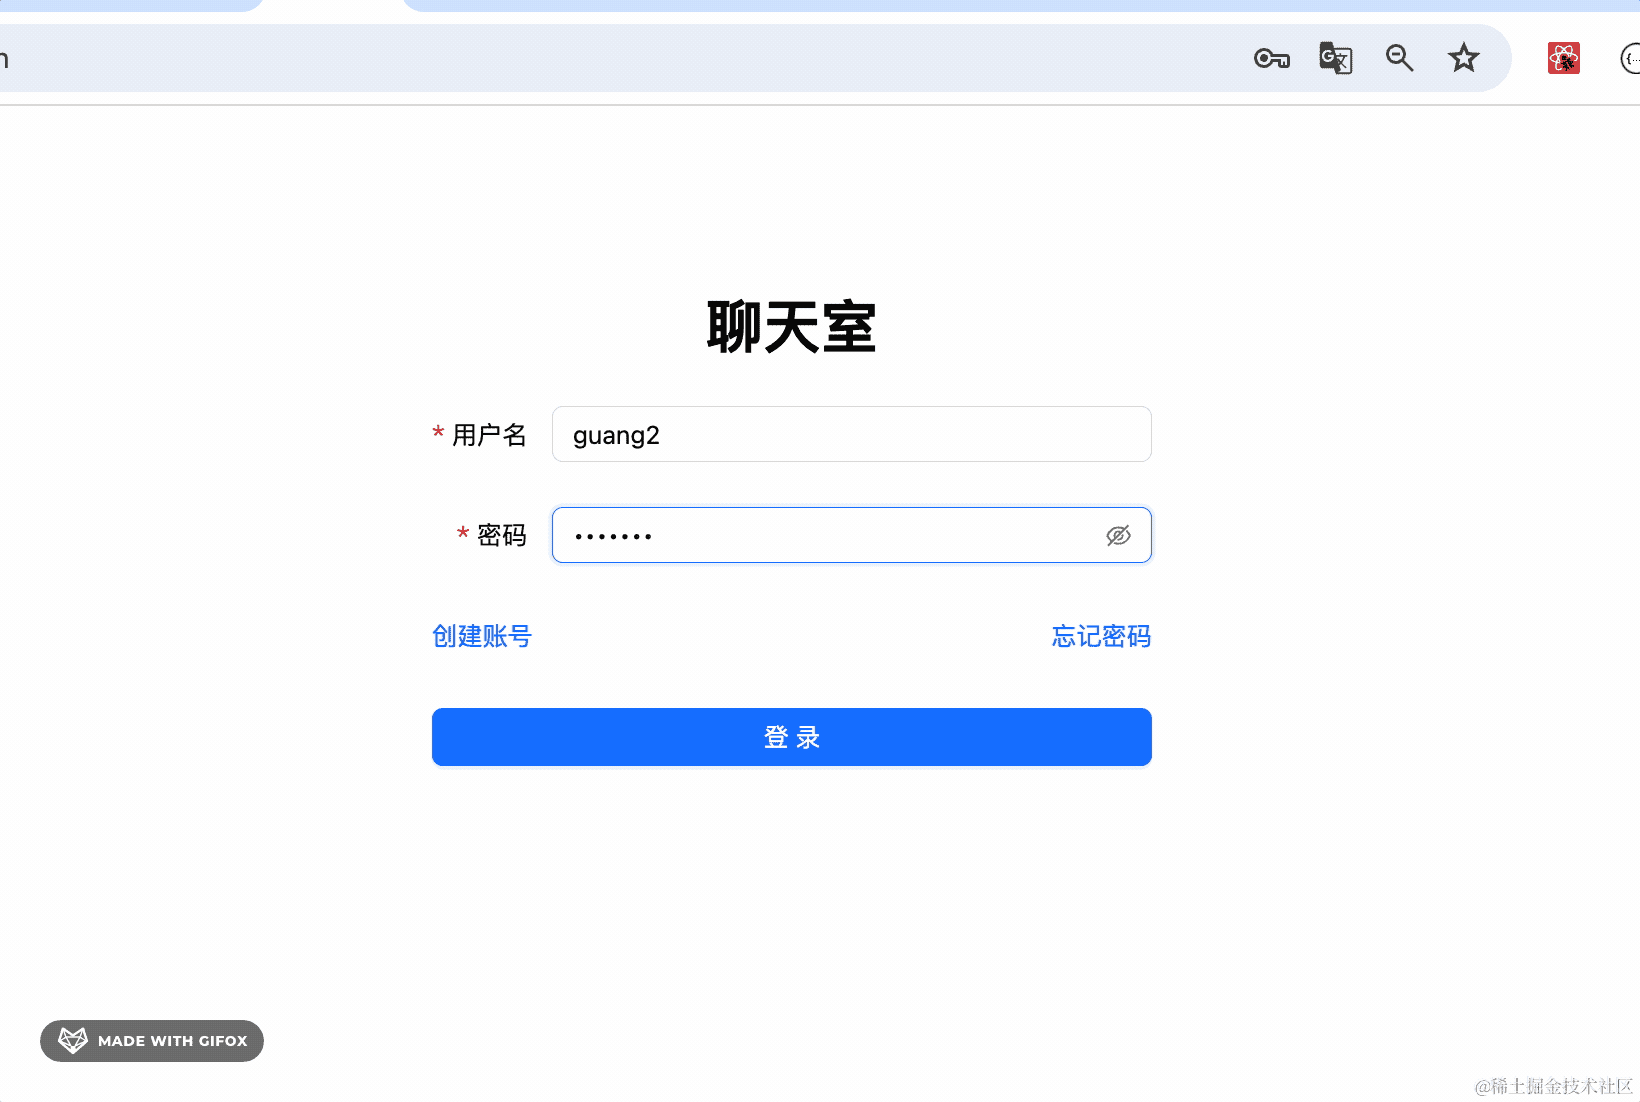 n
聊天室
* 用户名 guang2
* 密码 •••••••
创建账号 忘记密码
登 录
MADE WITH GIFOX
@稀土掘金技术社区